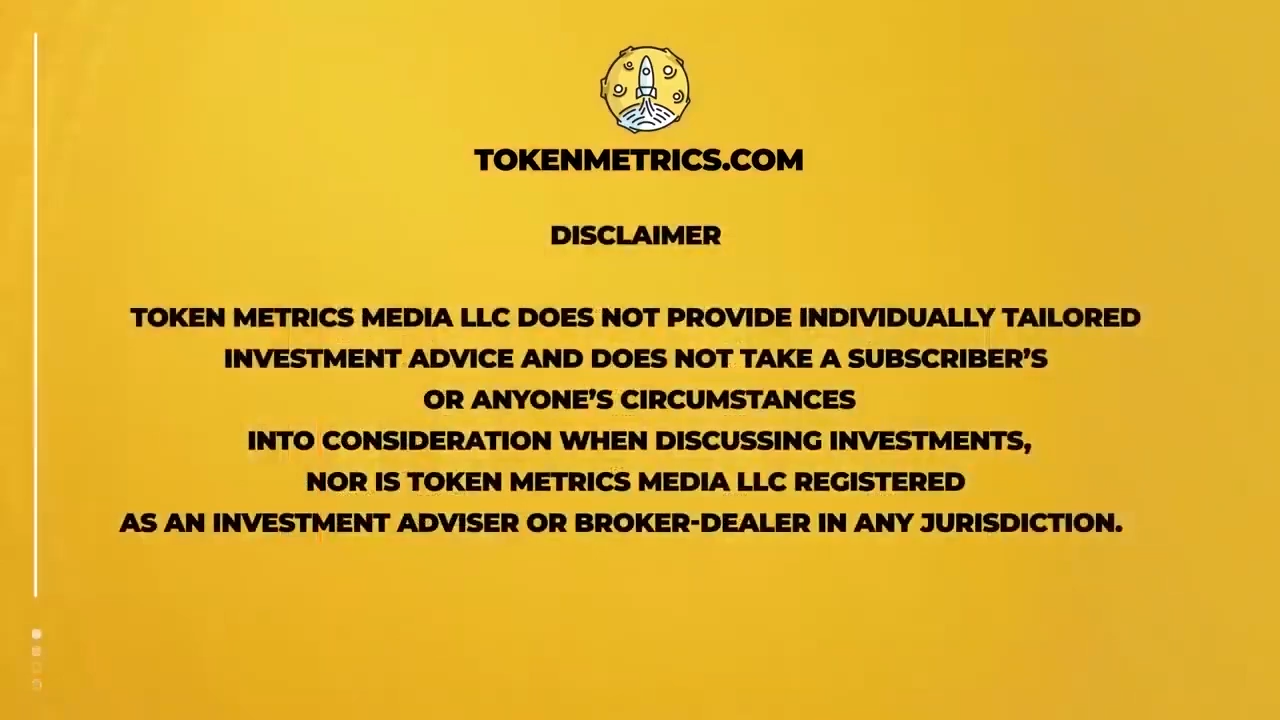 TOKENMETRICS.COM
DISCLAIMER
TOKEN METRICS MEDIA LLC DOES NOT PROVIDE INDIVIDUALLY TAILORED
INVESTMENT ADVICE AND DOES NOT TAKE A SUBSCRIBER’S
OR ANYONE’S CIRCUMSTANCES
INTO CONSIDERATION WHEN DISCUSSING INVESTMENTS,
NOR IS TOKEN METRICS MEDIA LLC REGISTERED
AS AN INVESTMENT ADVISER OR BROKER-DEALER IN ANY JURISDICTION.